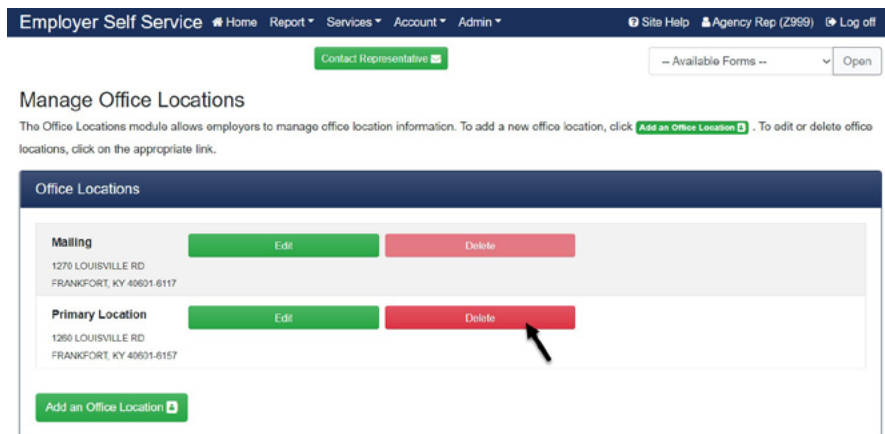 Employer Self Service Home Report Services Account Admin Site Help Agency Rep (Z999) Log off
Contact Representative -- Available Forms -- Open
Manage Office Locations
The Office Locations module allows employers to manage office location information. To add a new office location, click Add an Office Location . To edit or delete office
locations, click on the appropriate link.
Office Locations
Mailing Edit Delete
1270 LOUISVILLE RD
FRANKFORT, KY 40601-6117
Primary Location Edit Delete
1260 LOUISVILLE RD
FRANKFORT, KY 40601-6157
Add an Office Location